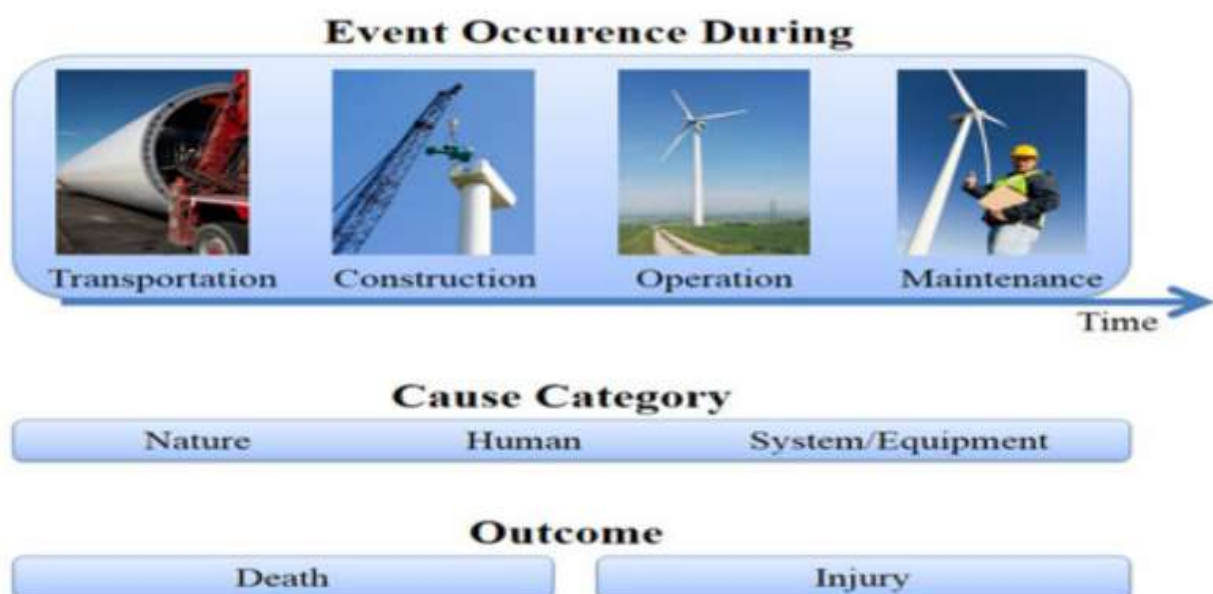 Event Occurence During
Transportation Construction Operation Maintenance
Time
Cause Category
Nature Human System/Equipment
Outcome
Death Injury